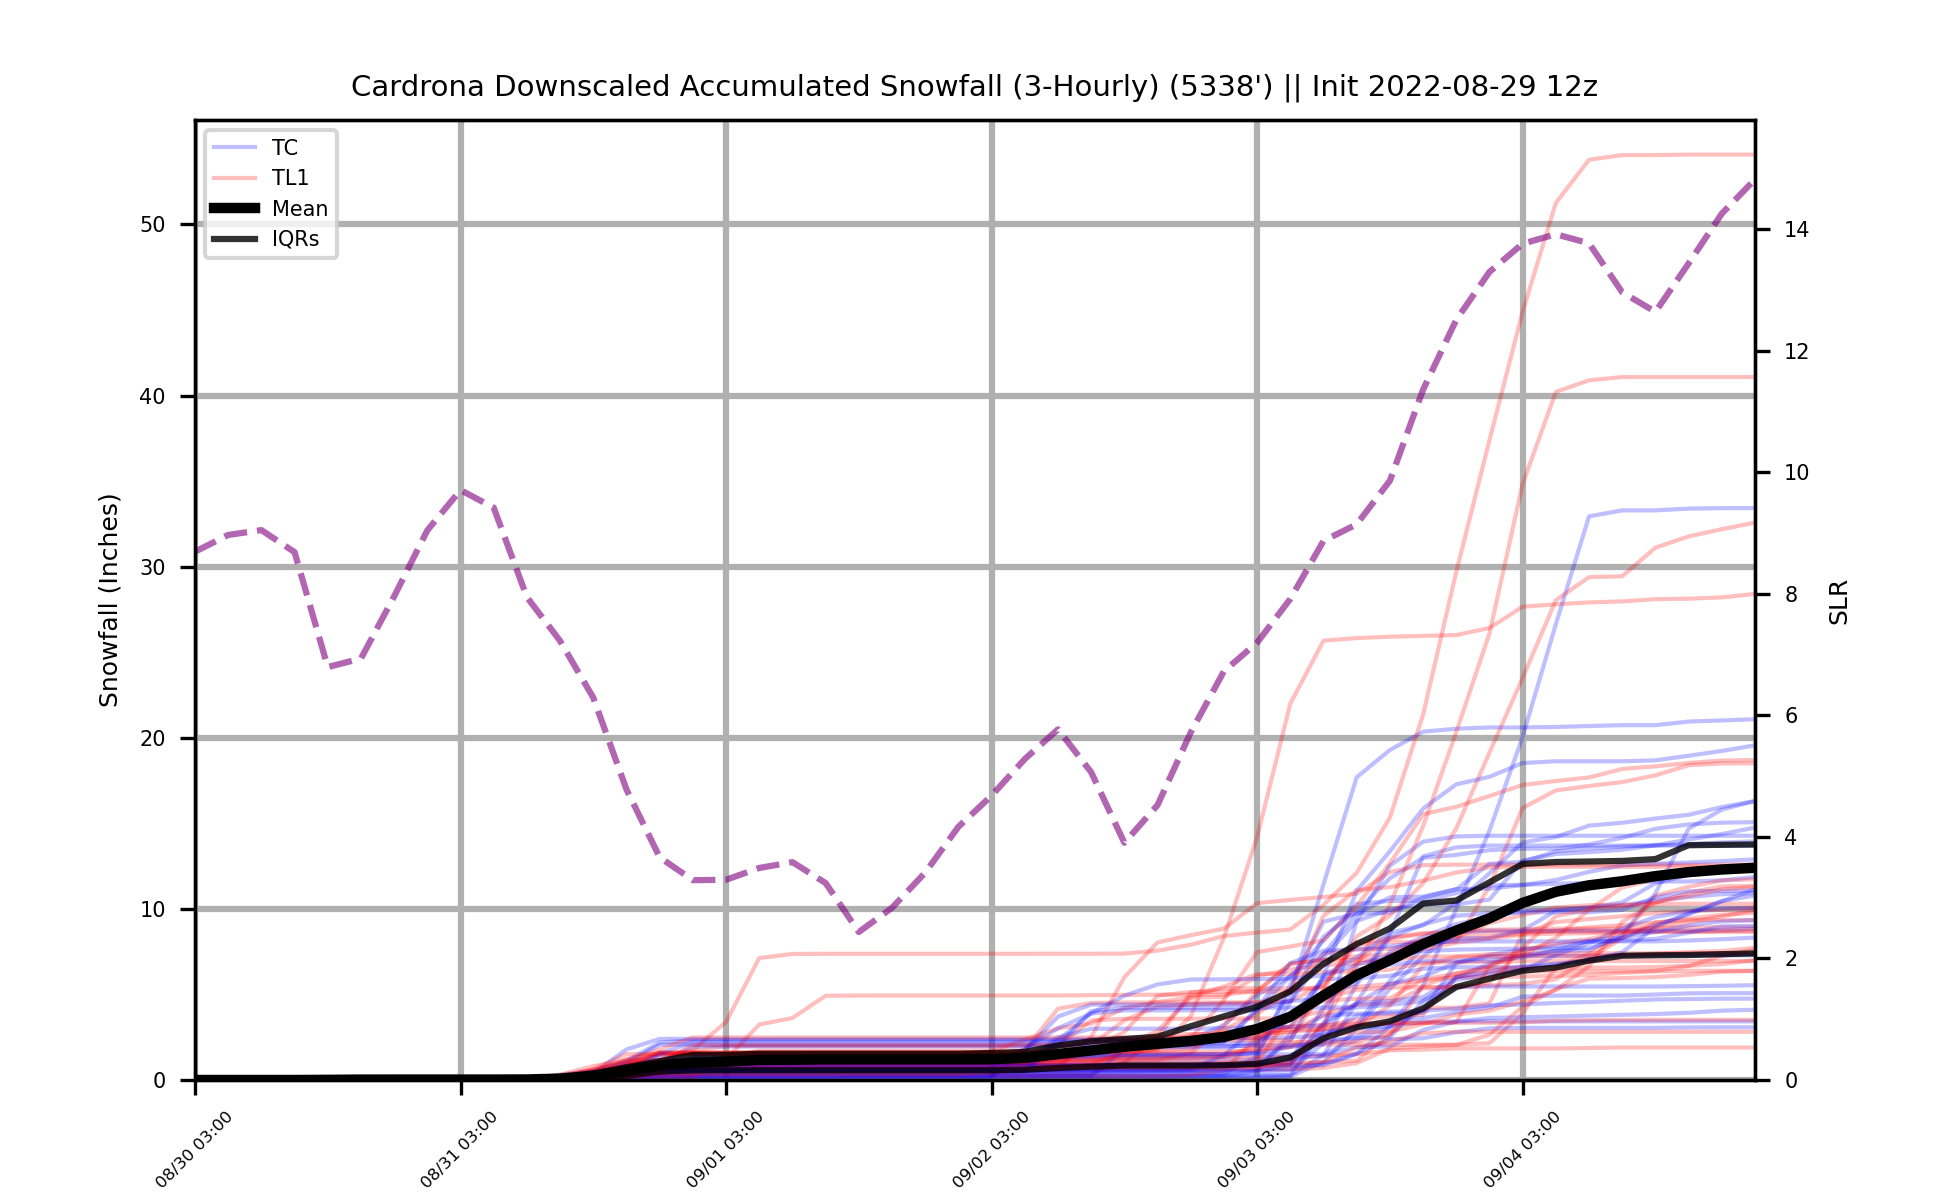 Cardrona Downscaled Accumulated Snowfall (3-Hourly) (5338') || Init 2022-08-29 12z
TC
TL1
Mean
IQRs
Snowfall (Inches)
50
40
30
20
10
0
SLR
14
12
10
8
6
4
2
0
08/30 03:00
08/31 03:00
09/01 03:00
09/02 03:00
09/03 03:00
09/04 03:00